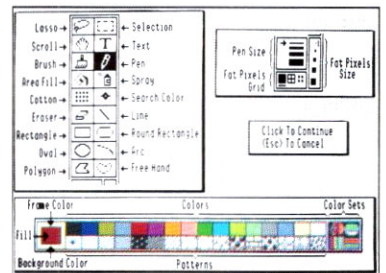 Lasso → ← Selection
Scroll → T ← Text
Brush → ← Pen
Area Fill → ← Spray
Cotton → ← Search Color
Eraser → ← Line
Rectangle → ← Round Rectangle
Oval → ← Arc
Polygon → ← Free Hand
Pen Size
Fat Pixels
Grid
Fat Pixels
Size
Click To Continue
(Esc) To Cancel
Frame Color Colors Color Sets
Fill
Background Color Patterns